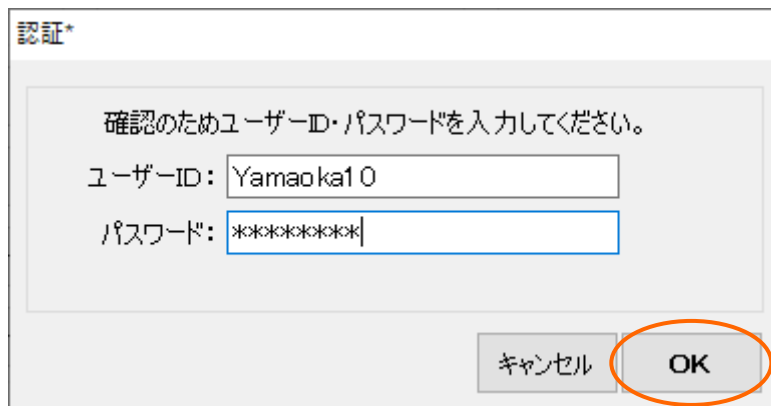 認証*
確認のためユーザーID・パスワードを入力してください。
ユーザーID： Yamaoka10
パスワード： ********
キャンセル OK